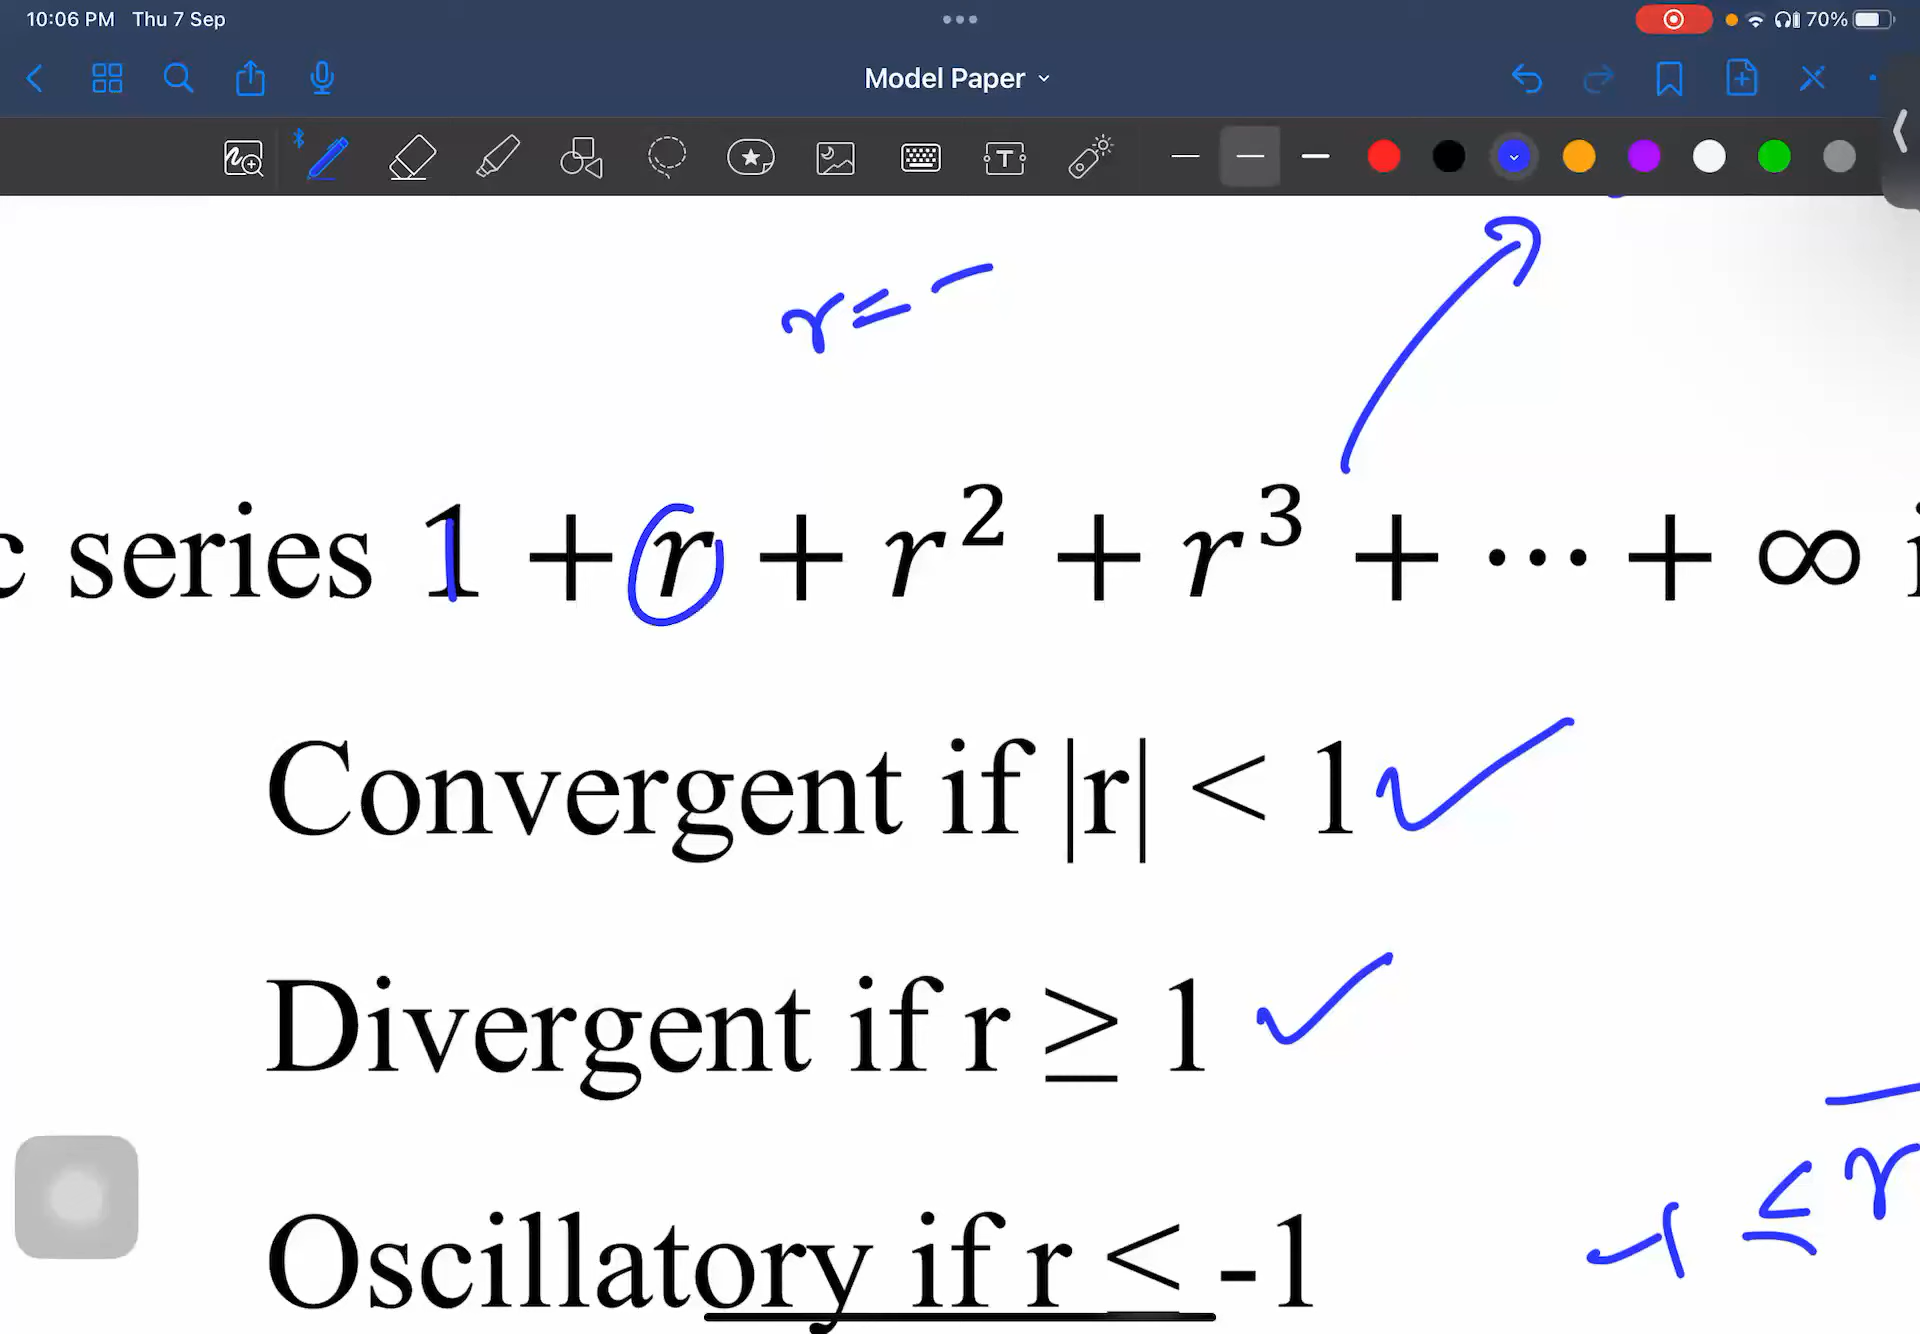 10:06 PM Thu 7 Sep
70%
Model Paper
r = -
c series 1 + r + r² + r³ + ⋯ + ∞ i
Convergent if |r| < 1
Divergent if r ≥ 1
-1 ≤ r
Oscillatory if r ≤ -1